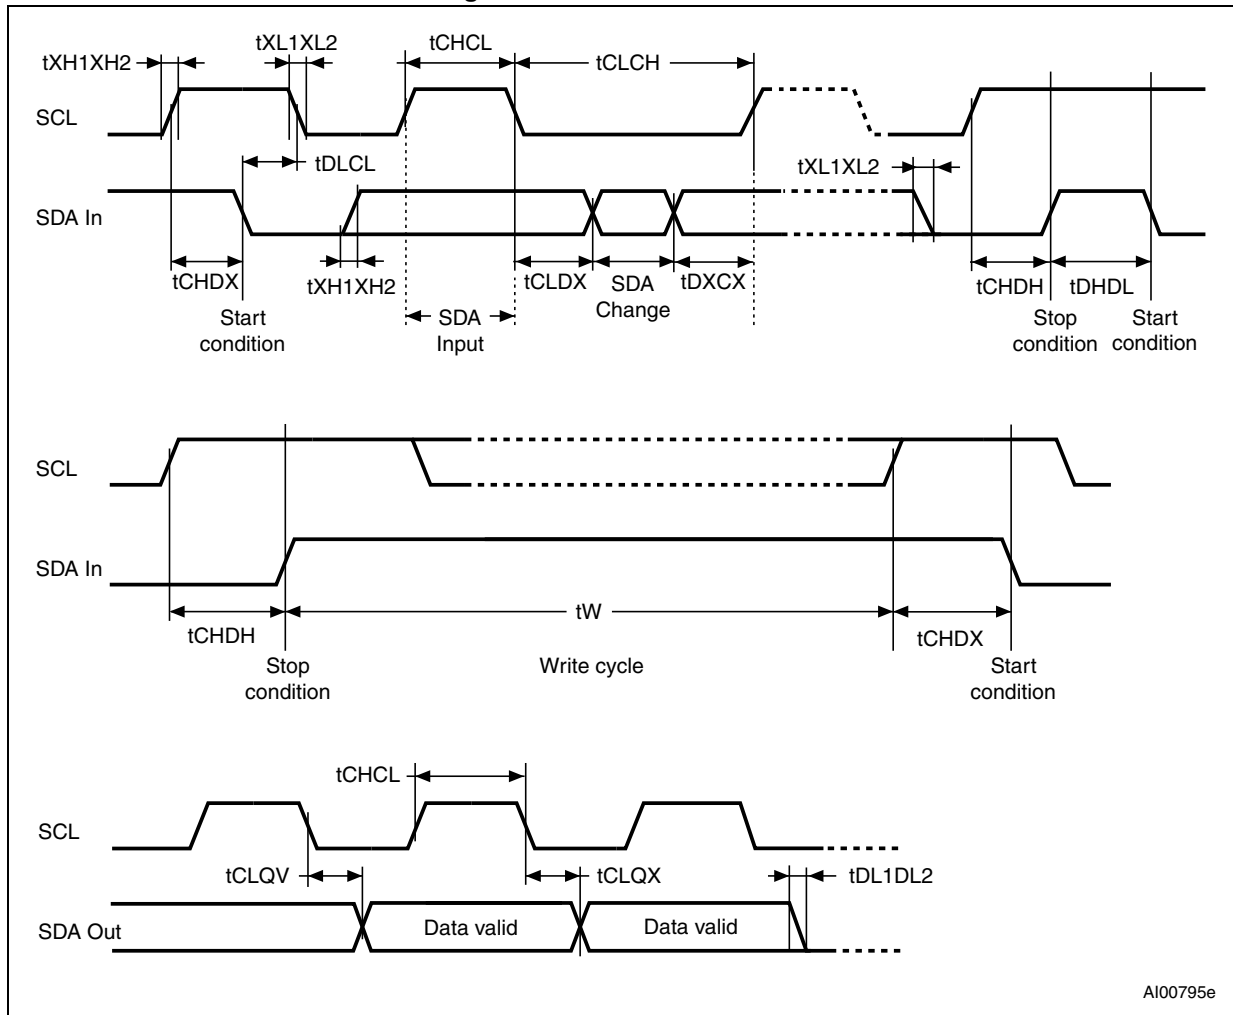 tXH1XH2
tXL1XL2
tCHCL
tCLCH
SCL
tDLCL
tXL1XL2
SDA In
tCHDX
tXH1XH2
tCLDX
SDA
Change
tDXCX
tCHDH
tDHDL
Start
condition
SDA
Input
Stop
condition
Start
condition
SCL
SDA In
tCHDH
tW
tCHDX
Stop
condition
Write cycle
Start
condition
tCHCL
SCL
tCLQV
tCLQX
tDL1DL2
SDA Out
Data valid
Data valid
AI00795e